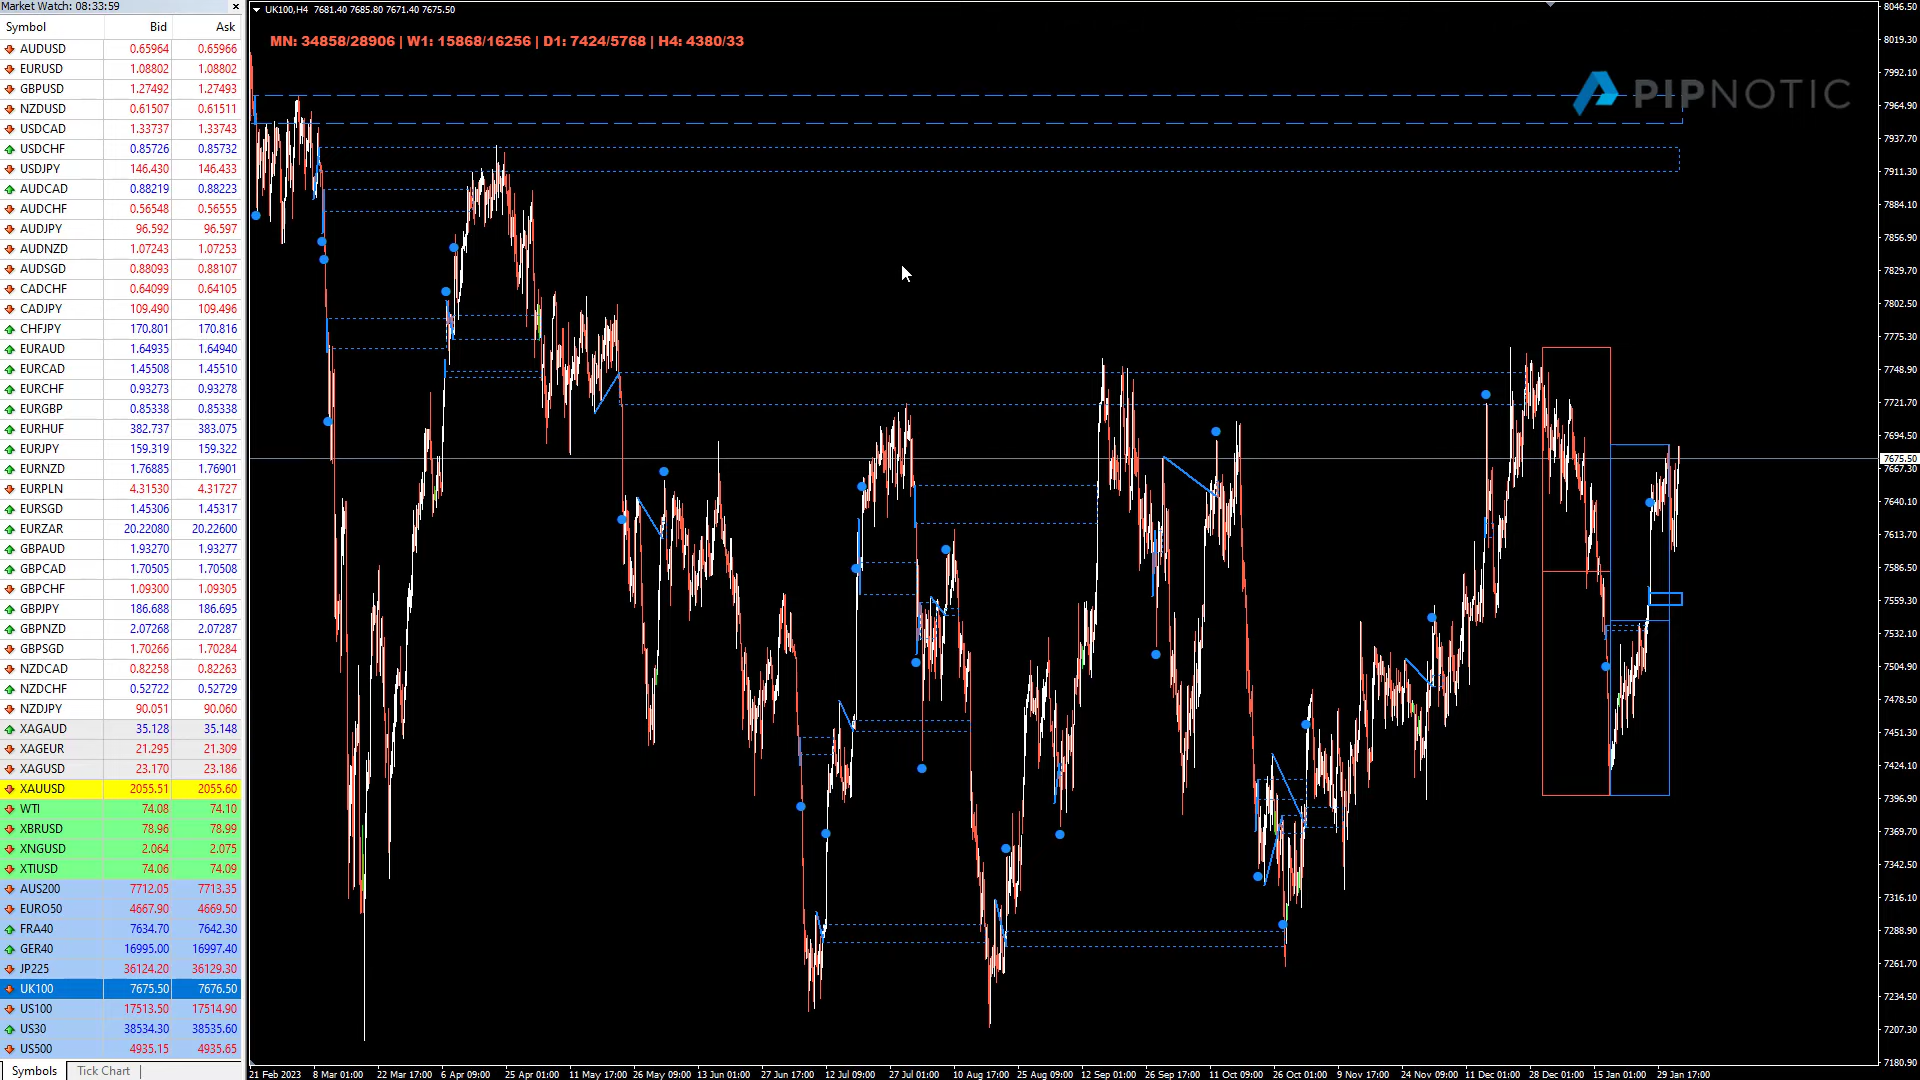 Market Watch: 08:33:59
Symbol Bid Ask
AUDUSD 0.65964 0.65966
EURUSD 1.08802 1.08802
GBPUSD 1.27492 1.27493
NZDUSD 0.61507 0.61511
USDCAD 1.33737 1.33743
USDCHF 0.85726 0.85732
USDJPY 146.430 146.433
AUDCAD 0.88219 0.88223
AUDCHF 0.56548 0.56555
AUDJPY 96.592 96.597
AUDNZD 1.07243 1.07253
AUDSGD 0.88093 0.88107
CADCHF 0.64099 0.64105
CADJPY 109.490 109.496
CHFJPY 170.801 170.816
EURAUD 1.64935 1.64940
EURCAD 1.45508 1.45510
EURCHF 0.93273 0.93278
EURGBP 0.85338 0.85338
EURHUF 382.737 383.075
EURJPY 159.319 159.322
EURNZD 1.76885 1.76901
EURPLN 4.31530 4.31727
EURSGD 1.45306 1.45317
EURZAR 20.22080 20.22600
GBPAUD 1.93270 1.93277
GBPCAD 1.70505 1.70508
GBPCHF 1.09300 1.09305
GBPJPY 186.688 186.695
GBPNZD 2.07268 2.07287
GBPSGD 1.70266 1.70284
NZDCAD 0.82258 0.82263
NZDCHF 0.52722 0.52729
NZDJPY 90.051 90.060
XAGAUD 35.128 35.148
XAGEUR 21.295 21.309
XAGUSD 23.170 23.186
XAUUSD 2055.51 2055.60
WTI 74.08 74.10
XBRUSD 78.96 78.99
XNGUSD 2.064 2.075
XTIUSD 74.06 74.09
AUS200 7712.05 7713.35
EURO50 4667.90 4669.50
FRA40 7634.70 7642.30
GER40 16995.00 16997.40
JP225 36124.20 36129.30
UK100 7675.50 7676.50
US100 17513.50 17514.90
US30 38534.30 38535.60
US500 4935.15 4935.65
Symbols Tick Chart
UK100,H4 7681.40 7685.80 7671.40 7675.50
MN: 34858/28906 | W1: 15868/16256 | D1: 7424/5768 | H4: 4380/33
PIPNOTIC
8046.50
8019.30
7992.10
7964.90
7937.70
7911.30
7884.10
7856.90
7829.70
7802.50
7775.30
7748.90
7721.70
7694.50
7675.50
7667.30
7640.10
7613.70
7586.50
7559.30
7532.10
7504.90
7478.50
7451.30
7424.10
7396.90
7369.70
7342.50
7316.10
7288.90
7261.70
7234.50
7207.30
7180.90
21 Feb 2023 8 Mar 01:00 22 Mar 17:00 6 Apr 09:00 25 Apr 01:00 11 May 17:00 26 May 09:00 13 Jun 01:00 27 Jun 17:00 12 Jul 09:00 27 Jul 01:00 10 Aug 17:00 25 Aug 09:00 12 Sep 01:00 26 Sep 17:00 11 Oct 09:00 26 Oct 01:00 9 Nov 17:00 24 Nov 09:00 11 Dec 01:00 28 Dec 01:00 15 Jan 01:00 29 Jan 17:00